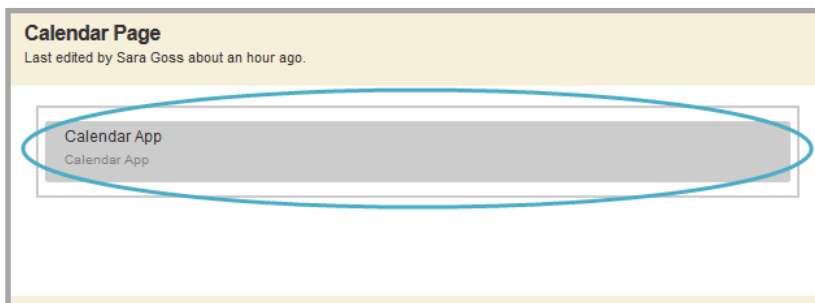 Calendar Page
Last edited by Sara Goss about an hour ago.
Calendar App
Calendar App